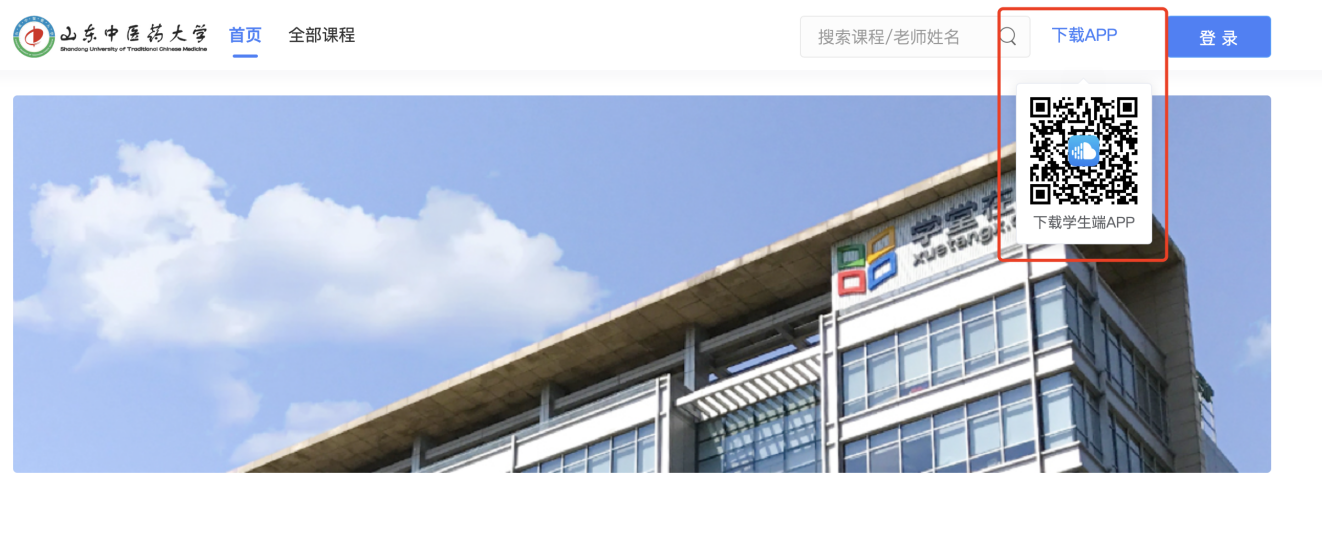 山东中医药大学
Shandong University of Traditional Chinese Medicine
首页
全部课程
搜索课程/老师姓名
下载APP
登 录
下载学生端APP
学堂在
xuetangx.c